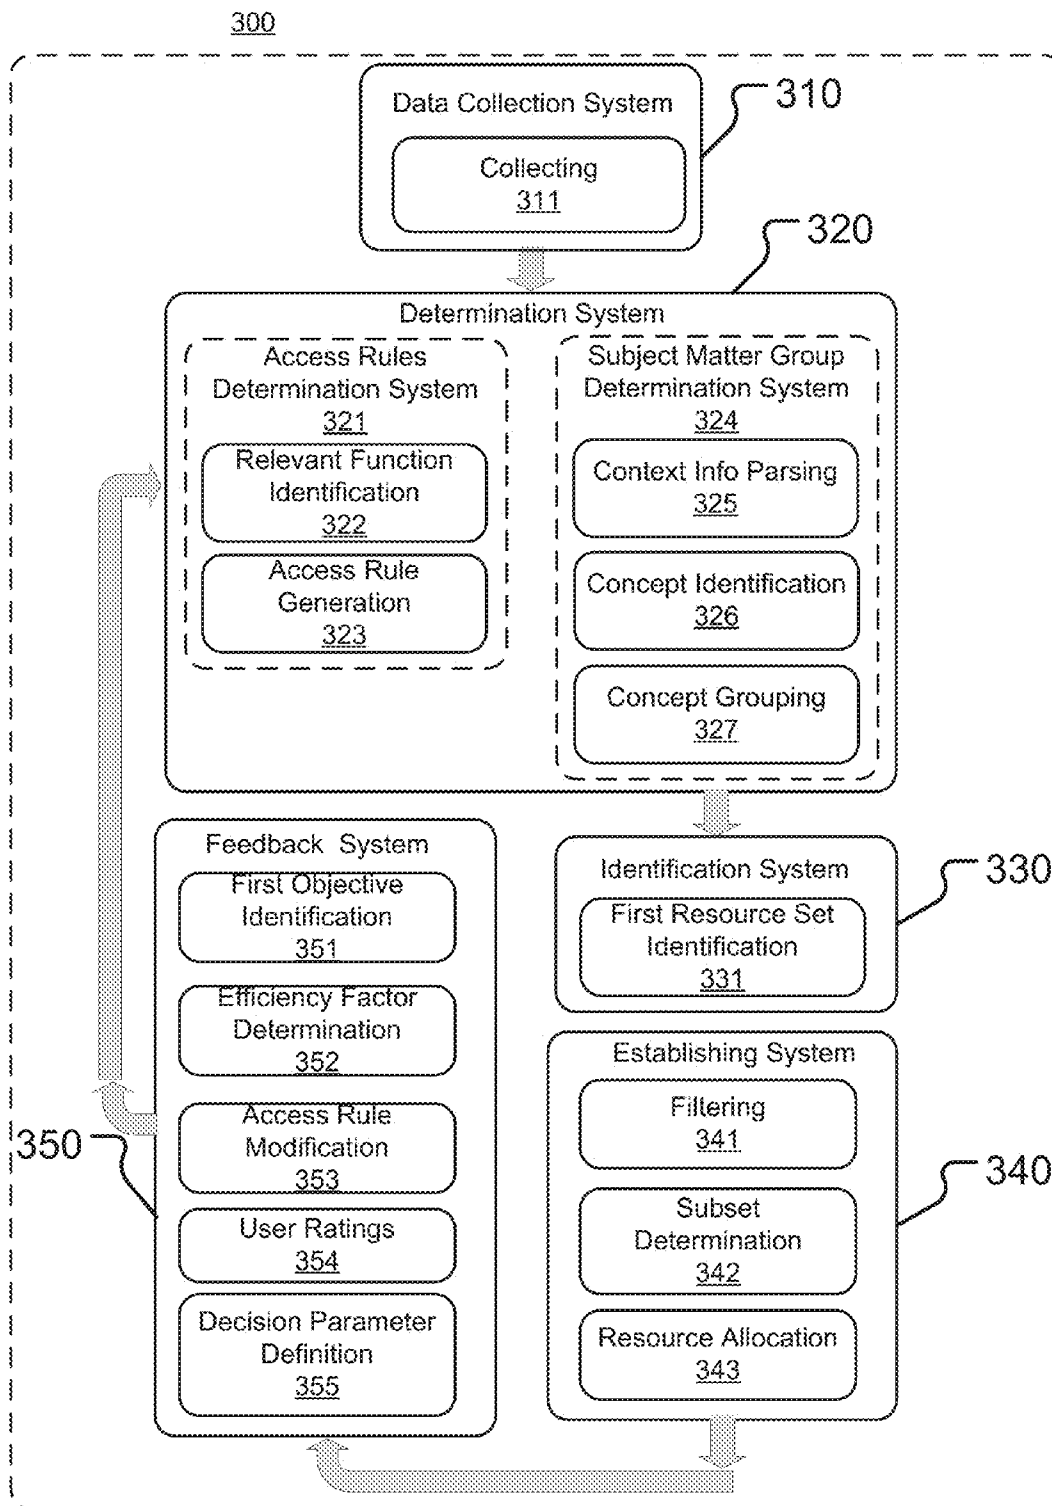 300
Data Collection System
310
Collecting
311
320
Determination System
Access Rules
Determination System
321
Relevant Function
Identification
322
Access Rule
Generation
323
Subject Matter Group
Determination System
324
Context Info Parsing
325
Concept Identification
326
Concept Grouping
327
Feedback System
First Objective
Identification
351
Efficiency Factor
Determination
352
Access Rule
Modification
353
350
User Ratings
354
Decision Parameter
Definition
355
Identification System
330
First Resource Set
Identification
331
Establishing System
Filtering
341
340
Subset
Determination
342
Resource Allocation
343